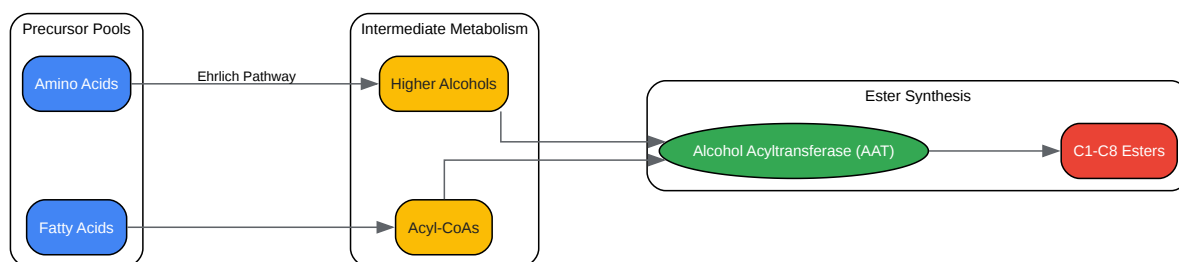 Precursor Pools
Amino Acids
Fatty Acids
Ehrlich Pathway
Intermediate Metabolism
Higher Alcohols
Acyl-CoAs
Ester Synthesis
Alcohol Acyltransferase (AAT)
C1-C8 Esters